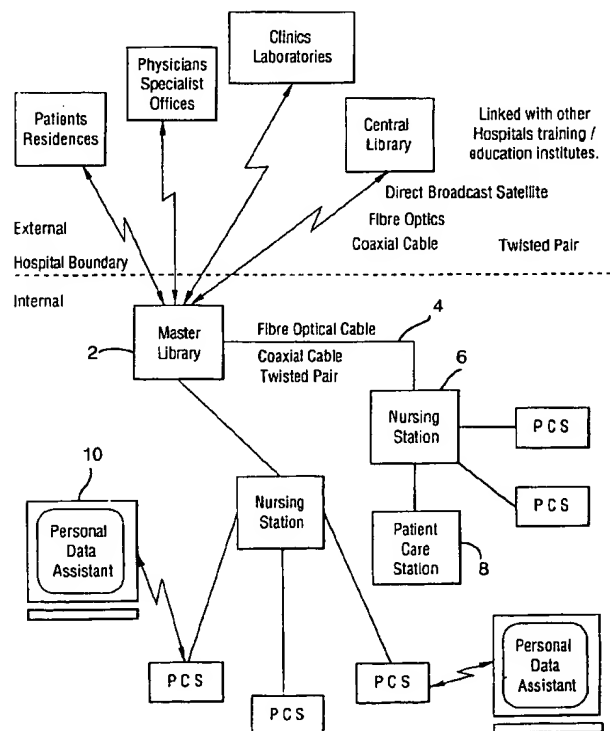 Clinics
Laboratories
Physicians
Specialist
Offices
Patients
Residences
Central
Library
Linked with other
Hospitals training /
education institutes.
Direct Broadcast Satellite
External
Fibre Optics
Coaxial Cable
Twisted Pair
Hospital Boundary
Internal
Master
Library
2
Fibre Optical Cable
4
Coaxial Cable
Twisted Pair
6
Nursing
Station
PCS
PCS
10
Personal
Data
Assistant
Nursing
Station
Patient
Care
Station
8
PCS
PCS
PCS
Personal
Data
Assistant